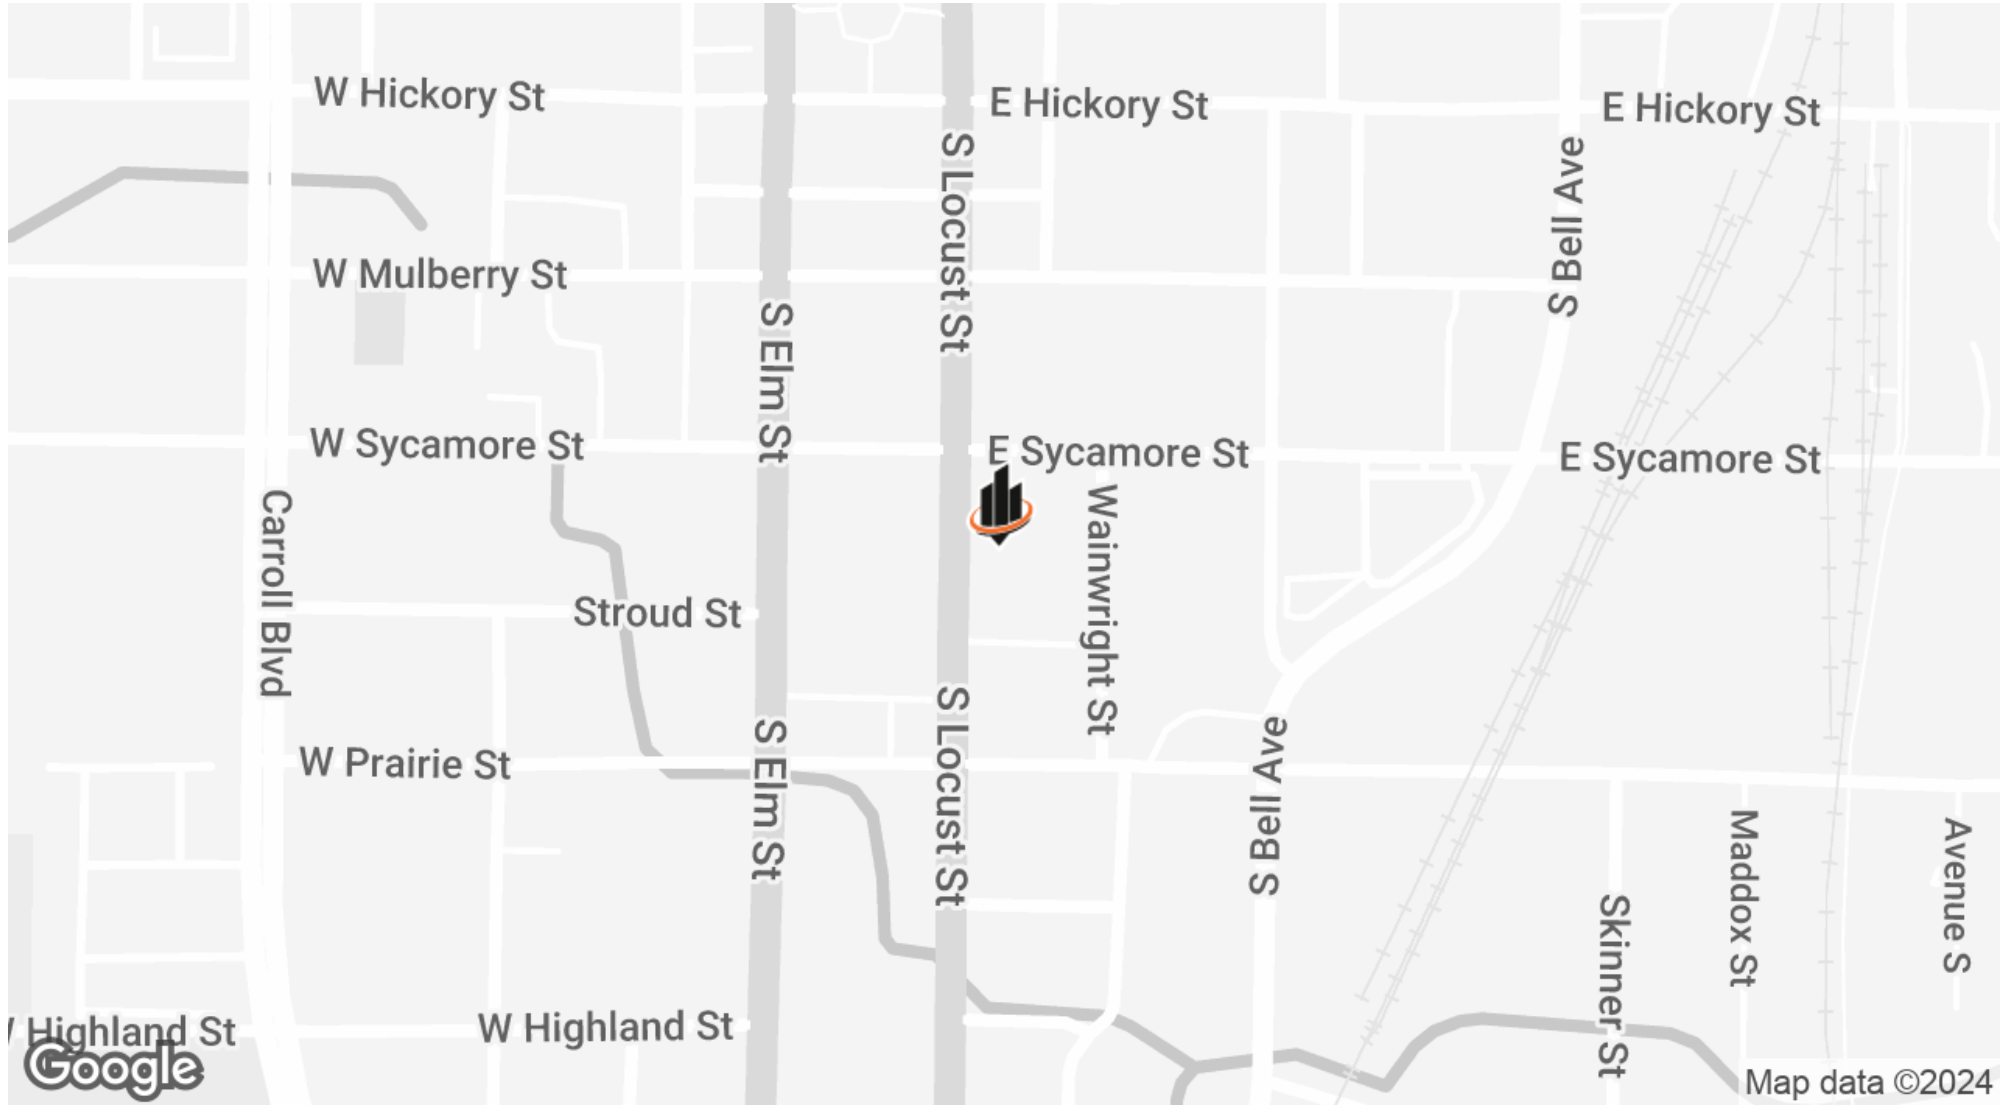 W Hickory St
E Hickory St
E Hickory St
S Locust St
S Bell Ave
W Mulberry St
S Elm St
W Sycamore St
E Sycamore St
E Sycamore St
Carroll Blvd
Wainwright St
Stroud St
S Locust St
S Elm St
S Bell Ave
W Prairie St
Maddox St
Avenue S
Skinner St
W Highland St
W Highland St
Google
Map data ©2024